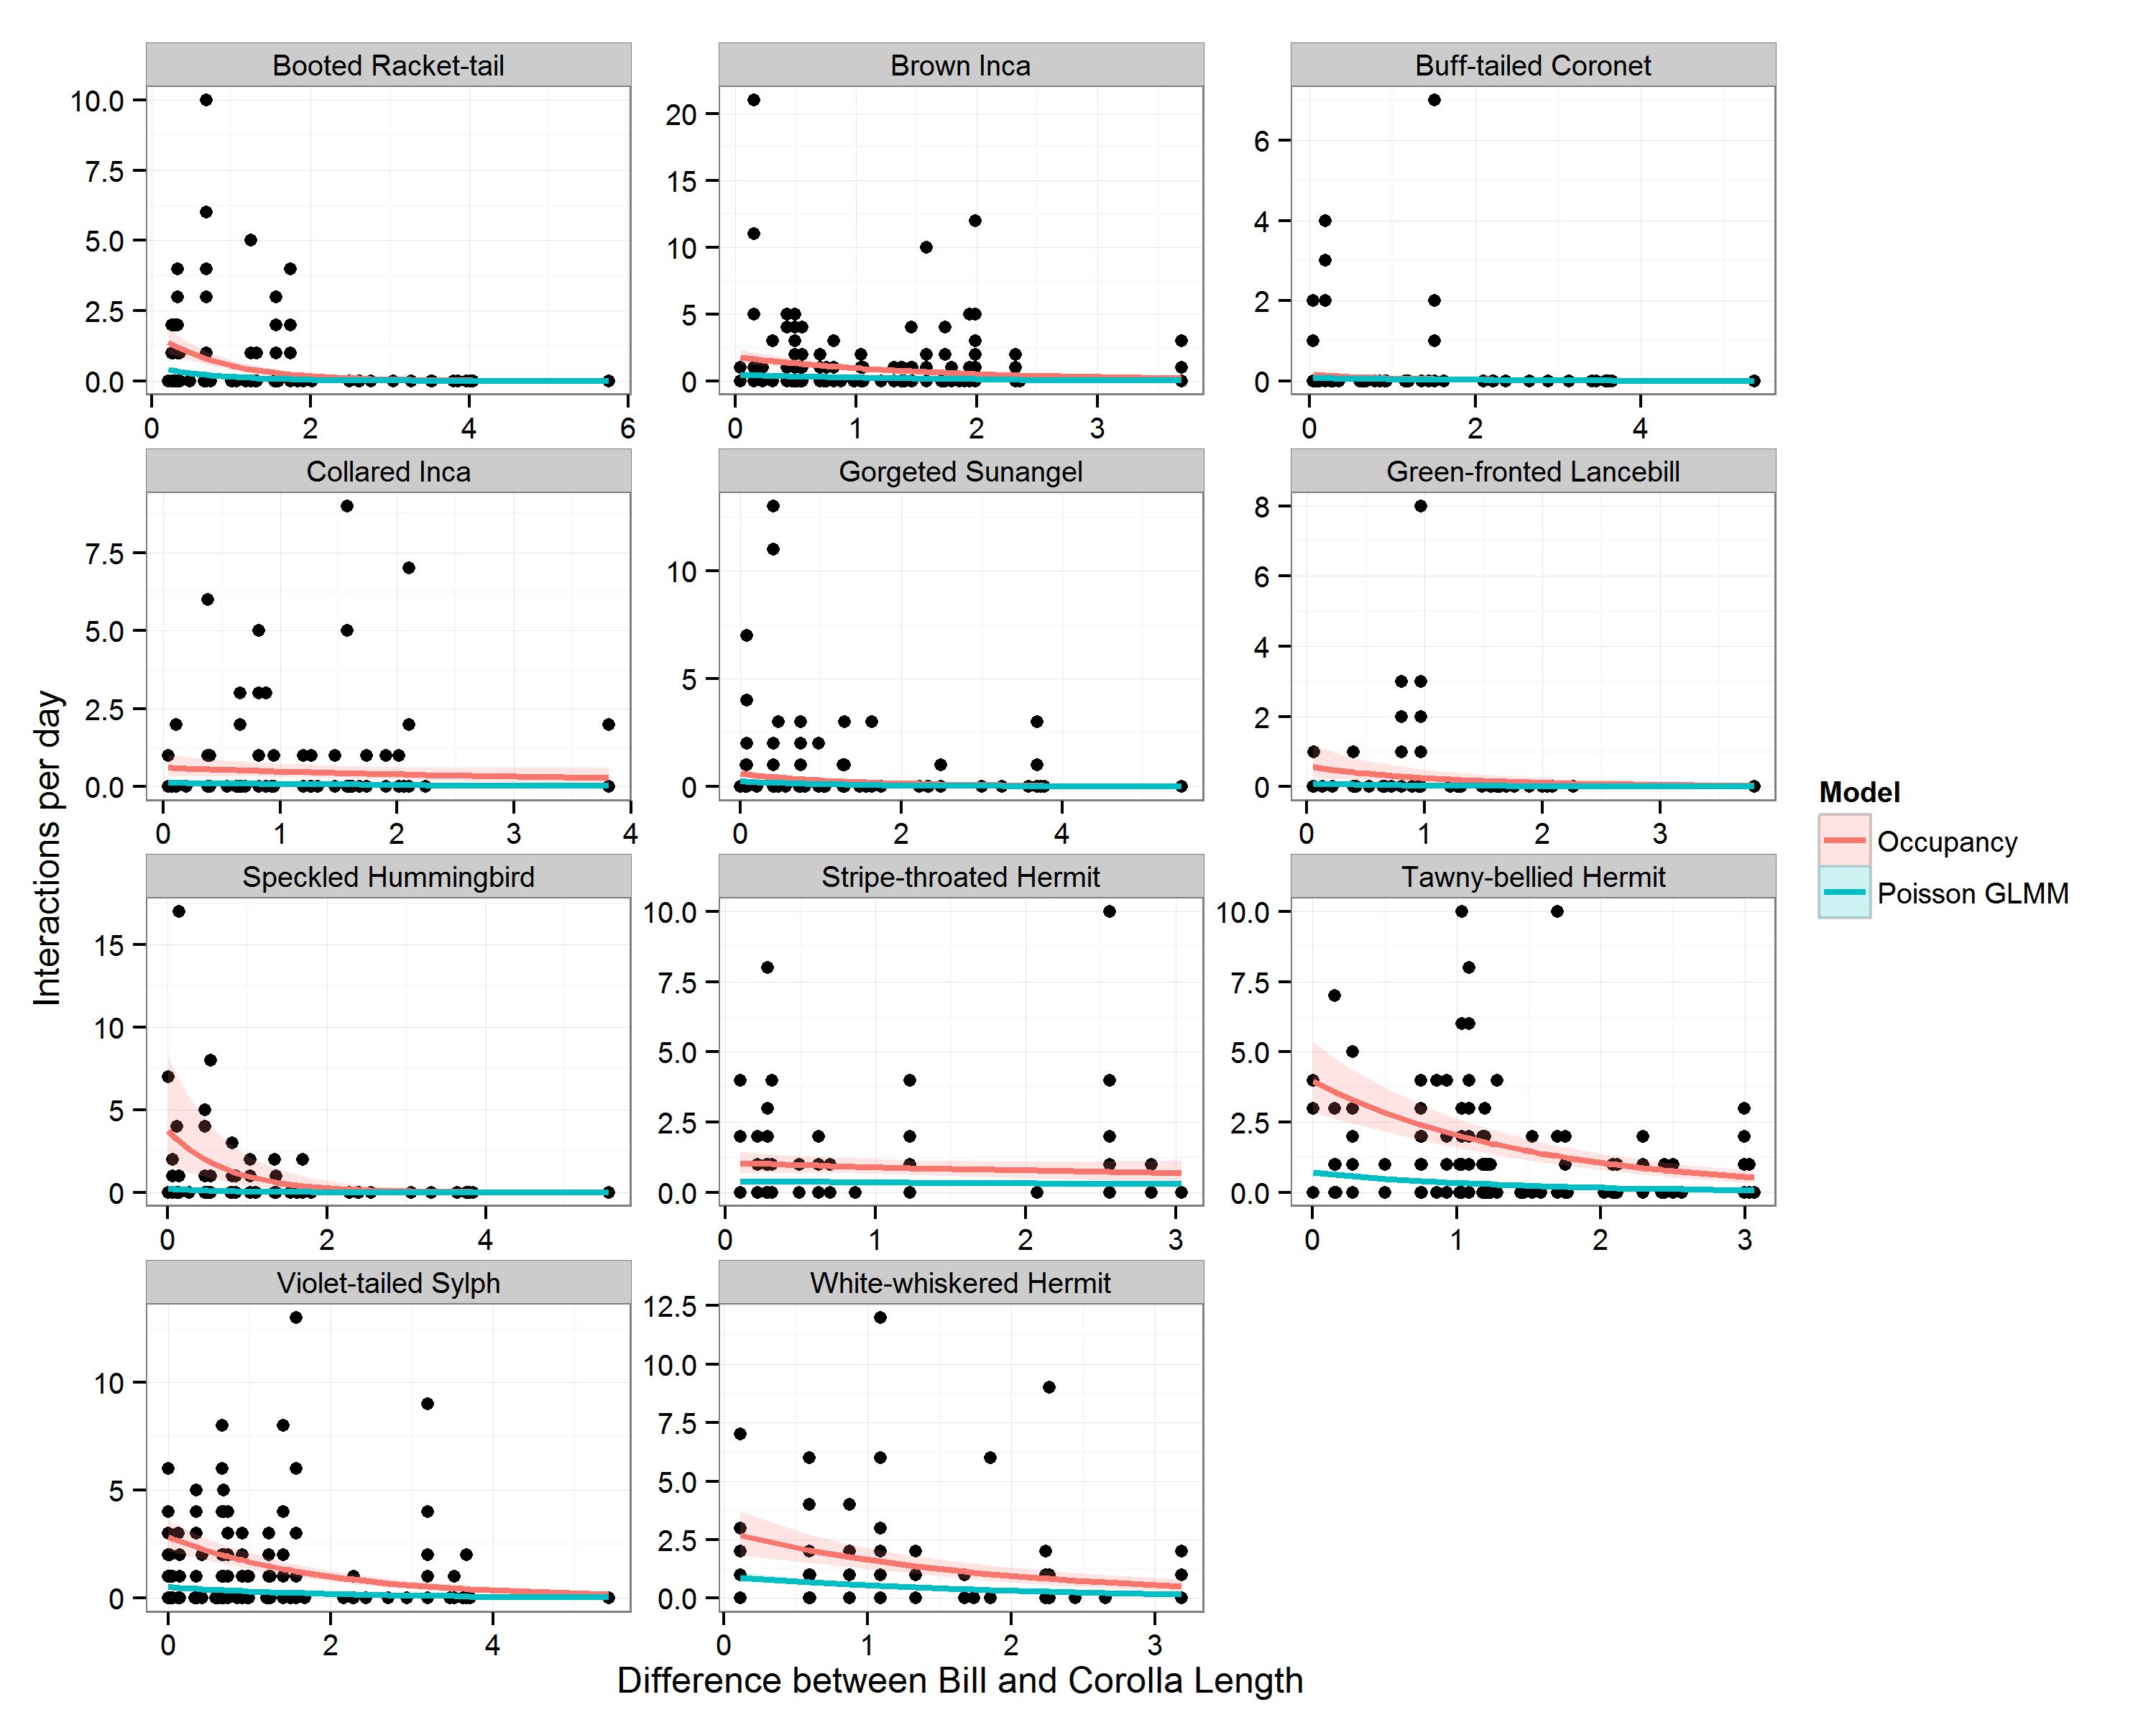 Booted Racket-tail
Brown Inca
Buff-tailed Coronet
10.0
7.5
5.0
2.5
0.0
0 2 4 6
20
15
10
5
0
0 1 2 3
6
4
2
0
0 2 4
Collared Inca
Gorgeted Sunangel
Green-fronted Lancebill
7.5
5.0
2.5
0.0
0 1 2 3 4
10
5
0
0 2 4
8
6
4
2
0
0 1 2 3
Speckled Hummingbird
Stripe-throated Hermit
Tawny-bellied Hermit
15
10
5
0
0 2 4
10.0
7.5
5.0
2.5
0.0
0 1 2 3
10.0
7.5
5.0
2.5
0.0
0 1 2 3
Violet-tailed Sylph
White-whiskered Hermit
10
5
0
0 2 4
12.5
10.0
7.5
5.0
2.5
0.0
0 1 2 3
Interactions per day
Difference between Bill and Corolla Length
Model
Occupancy
Poisson GLMM